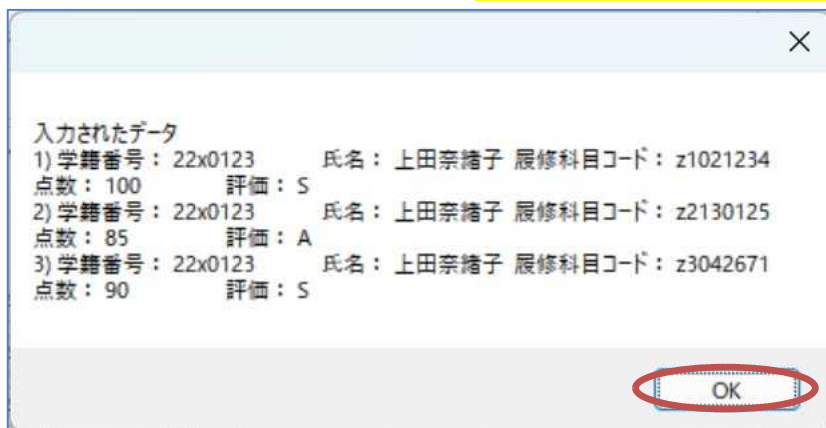 入力されたデータ
1) 学籍番号： 22x0123 氏名： 上田奈緒子 履修科目コード： z1021234
点数： 100 評価： S
2) 学籍番号： 22x0123 氏名： 上田奈緒子 履修科目コード： z2130125
点数： 85 評価： A
3) 学籍番号： 22x0123 氏名： 上田奈緒子 履修科目コード： z3042671
点数： 90 評価： S
OK